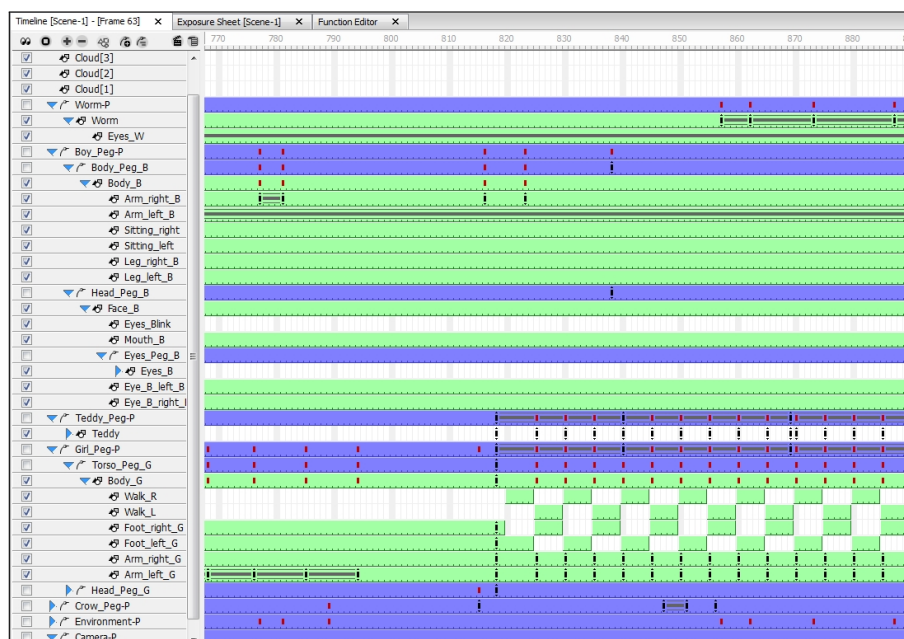 Timeline [Scene-1] - [Frame 63] X Exposure Sheet [Scene-1] X Function Editor X
770 780 790 800 810 820 830 840 850 860 870 880
Cloud[3]
Cloud[2]
Cloud[1]
Worm-P
Worm
Eyes_W
Boy_Peg-P
Body_Peg_B
Body_B
Arm_right_B
Arm_left_B
Sitting_right
Sitting_left
Leg_right_B
Leg_left_B
Head_Peg_B
Face_B
Eyes_Blink
Mouth_B
Eyes_Peg_B
Eyes_B
Eye_B_left_B
Eye_B_right_
Teddy_Peg-P
Teddy
Girl_Peg-P
Torso_Peg_G
Body_G
Walk_R
Walk_L
Foot_right_G
Foot_left_G
Arm_right_G
Arm_left_G
Head_Peg_G
Crow_Peg-P
Environment-P
Camera-P